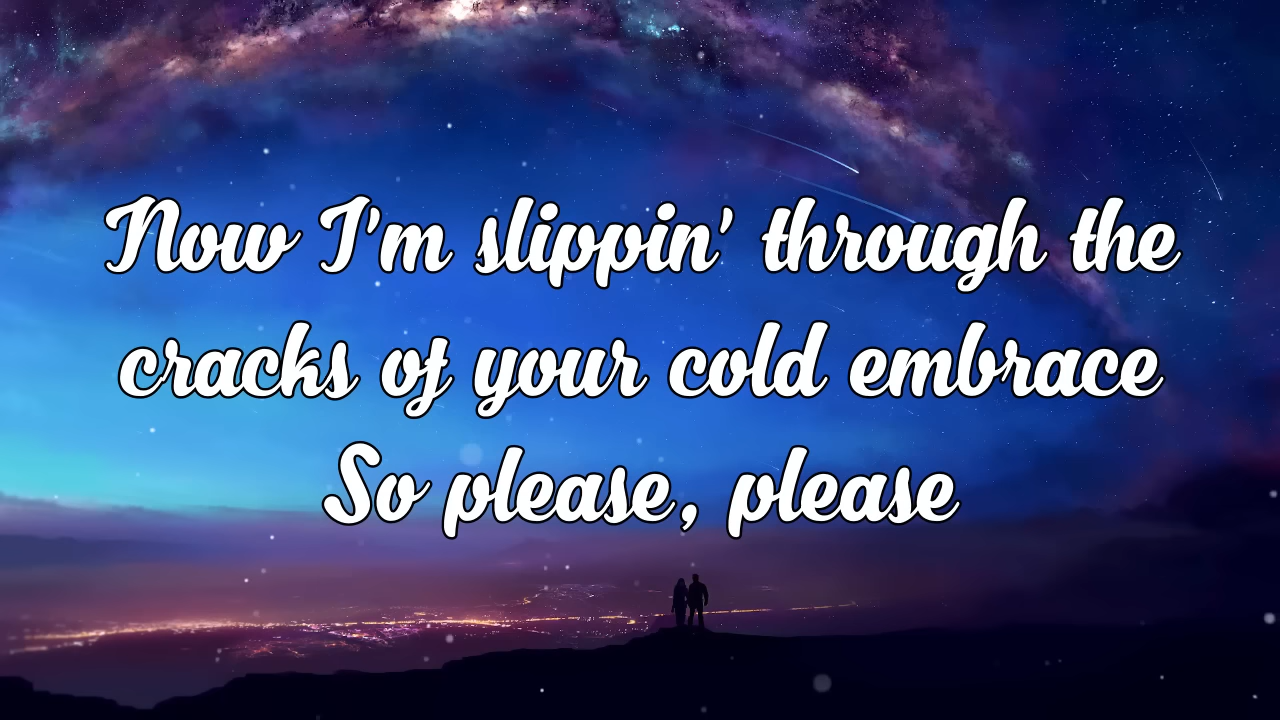 Now I'm slippin' through the
cracks of your cold embrace
So please, please